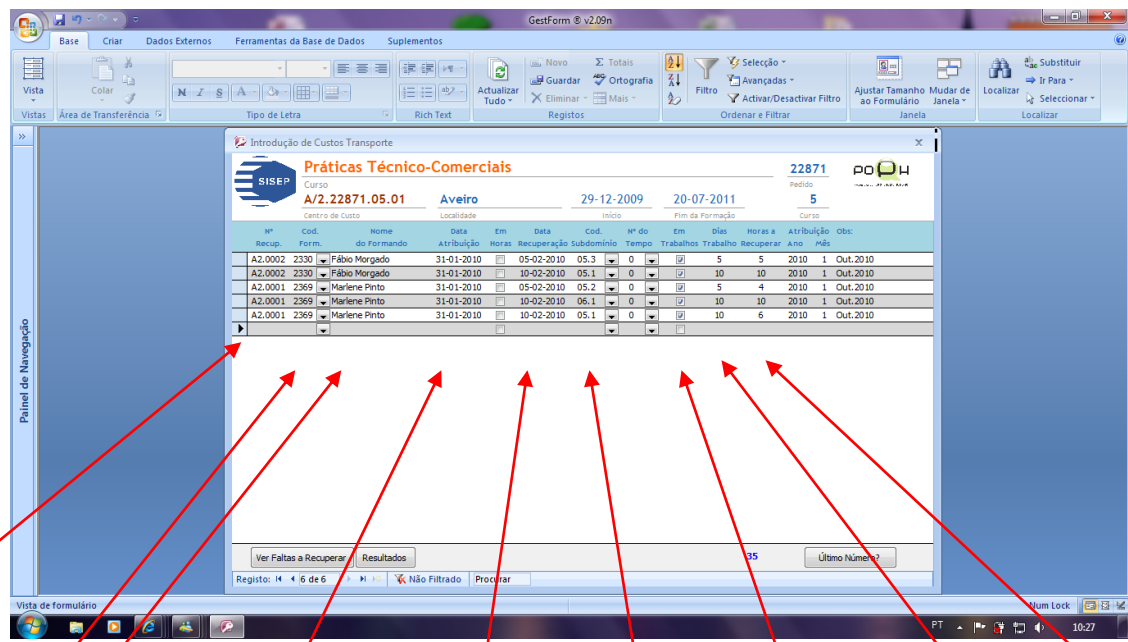 GestForm ® v2.09n
Base Criar Dados Externos Ferramentas da Base de Dados Suplementos
Vista
Colar
N I S
Actualizar Tudo
Novo
Guardar
Eliminar
Σ Totais
Ortografia
Mais
Filtro
Selecção
Avançadas
Activar/Desactivar Filtro
Ajustar Tamanho ao Formulário
Mudar de Janela
Localizar
Substituir
Ir Para
Seleccionar
Vistas Área de Transferência Tipo de Letra Rich Text Registos Ordenar e Filtrar Janela Localizar
Painel de Navegação
Introdução de Custos Transporte
SISEP
Práticas Técnico-Comerciais 22871
POPH
Curso Pedido
A/2.22871.05.01 Aveiro 29-12-2009 20-07-2011 5
Centro de Custo Localidade Início Fim da Formação Curso
Nº Cod. Nome Data Em Data Cod. Nº do Em Dias Horas a Atribuição Obs:
Recup. Form. do Formando Atribuição Horas Recuperação Subdomínio Tempo Trabalhos Trabalho Recuperar Ano Mês
A2.0002 2330 Fábio Morgado 31-01-2010 05-02-2010 05.3 0 5 5 2010 1 Out.2010
A2.0002 2330 Fábio Morgado 31-01-2010 10-02-2010 05.1 0 10 10 2010 1 Out.2010
A2.0001 2369 Marlene Pinto 31-01-2010 05-02-2010 05.2 0 5 4 2010 1 Out.2010
A2.0001 2369 Marlene Pinto 31-01-2010 10-02-2010 06.1 0 10 10 2010 1 Out.2010
A2.0001 2369 Marlene Pinto 31-01-2010 10-02-2010 05.1 0 10 6 2010 1 Out.2010
Ver Faltas a Recuperar Resultados 35 Último Número?
Registo: 6 de 6 Não Filtrado Procurar
Vista de formulário Num Lock
PT 10:27